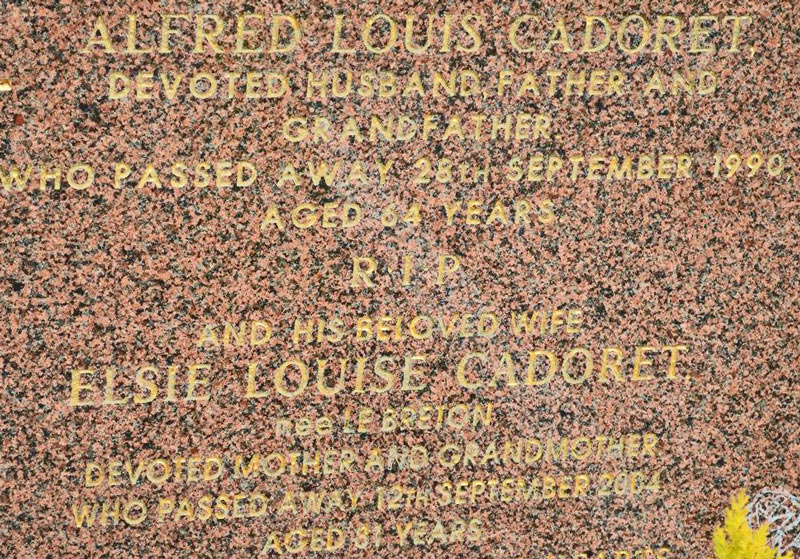 ALFRED LOUIS CADORET,
DEVOTED HUSBAND, FATHER AND
GRANDFATHER
WHO PASSED AWAY 28TH SEPTEMBER 1990,
AGED 64 YEARS.
R·I·P
AND HIS BELOVED WIFE
ELSIE LOUISE CADORET,
nee LE BRETON
DEVOTED MOTHER AND GRANDMOTHER
WHO PASSED AWAY 12TH SEPTEMBER 2004
AGED 81 YEARS.